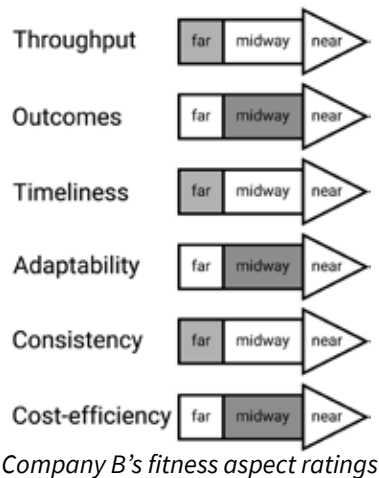 Throughput far midway near
Outcomes far midway near
Timeliness far midway near
Adaptability far midway near
Consistency far midway near
Cost-efficiency far midway near
Company B’s fitness aspect ratings